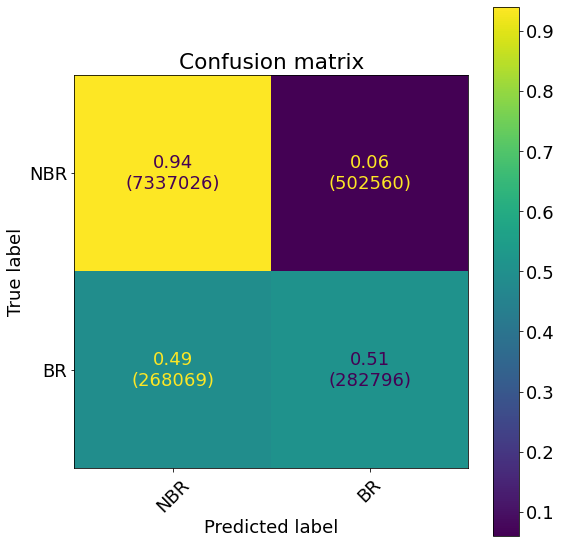 Confusion matrix
True label
NBR
0.94
(7337026)
0.06
(502560)
BR
0.49
(268069)
0.51
(282796)
NBR
BR
Predicted label
0.9
0.8
0.7
0.6
0.5
0.4
0.3
0.2
0.1